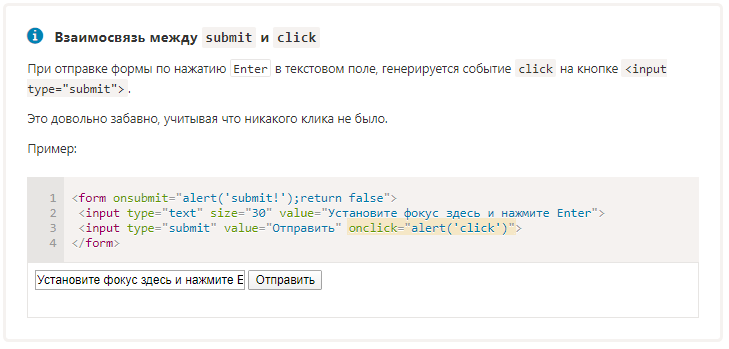 Взаимосвязь между submit и click
При отправке формы по нажатию Enter в текстовом поле, генерируется событие click на кнопке <input
type="submit">.
Это довольно забавно, учитывая что никакого клика не было.
Пример:
1 <form onsubmit="alert('submit!');return false">
2 <input type="text" size="30" value="Установите фокус здесь и нажмите Enter">
3 <input type="submit" value="Отправить" onclick="alert('click')">
4 </form>
Установите фокус здесь и нажмите E Отправить